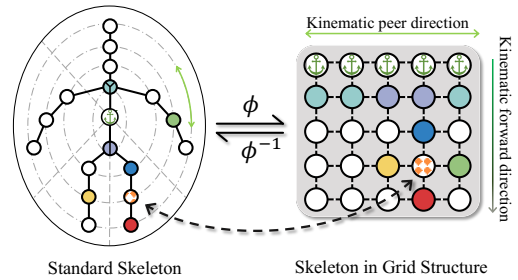 Kinematic peer direction
ϕ
ϕ⁻¹
Kinematic forward direction
Standard Skeleton
Skeleton in Grid Structure